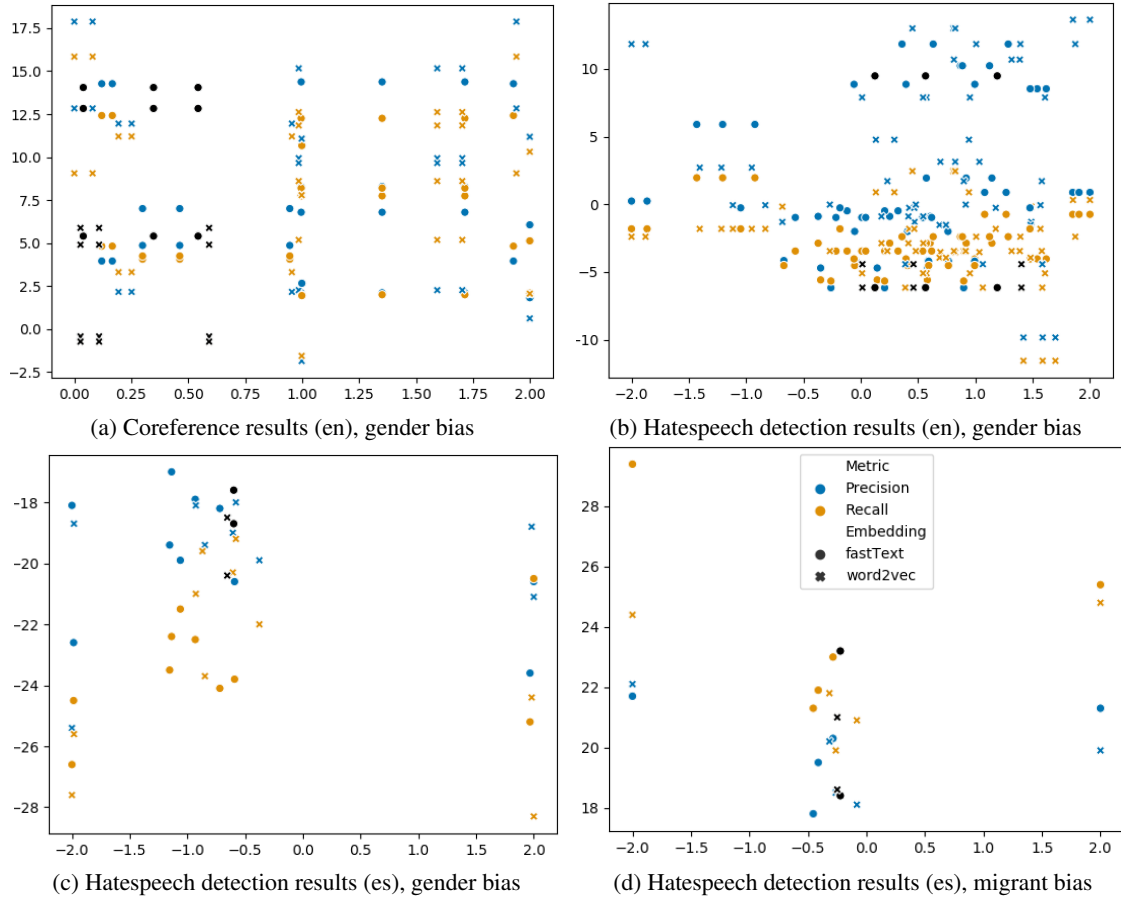 17.5
15.0
12.5
10.0
7.5
5.0
2.5
0.0
−2.5
0.00 0.25 0.50 0.75 1.00 1.25 1.50 1.75 2.00
(a) Coreference results (en), gender bias
10
5
0
−5
−10
−2.0 −1.5 −1.0 −0.5 0.0 0.5 1.0 1.5 2.0
(b) Hatespeech detection results (en), gender bias
−18
−20
−22
−24
−26
−28
−2.0 −1.5 −1.0 −0.5 0.0 0.5 1.0 1.5 2.0
(c) Hatespeech detection results (es), gender bias
28
26
24
22
20
18
Metric
Precision
Recall
Embedding
fastText
word2vec
−2.0 −1.5 −1.0 −0.5 0.0 0.5 1.0 1.5 2.0
(d) Hatespeech detection results (es), migrant bias